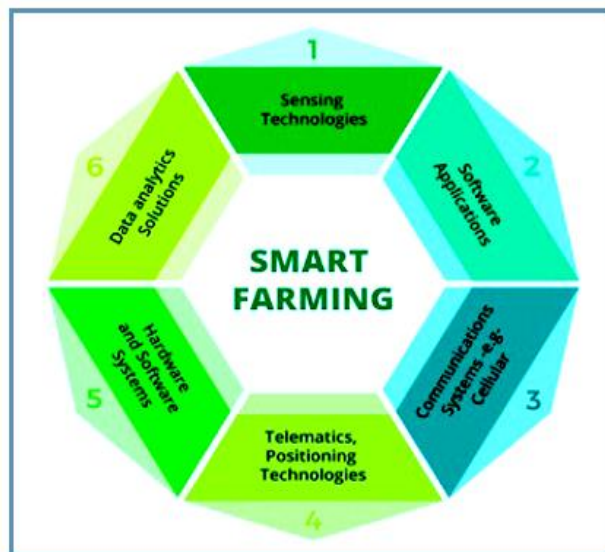 1
Sensing
Technologies
2
Software
Applications
3
Communications
Systems -e.g-
Cellular
4
Telematics,
Positioning
Technologies
5
Hardware
and Software
Systems
6
Data analytics
Solutions
SMART
FARMING